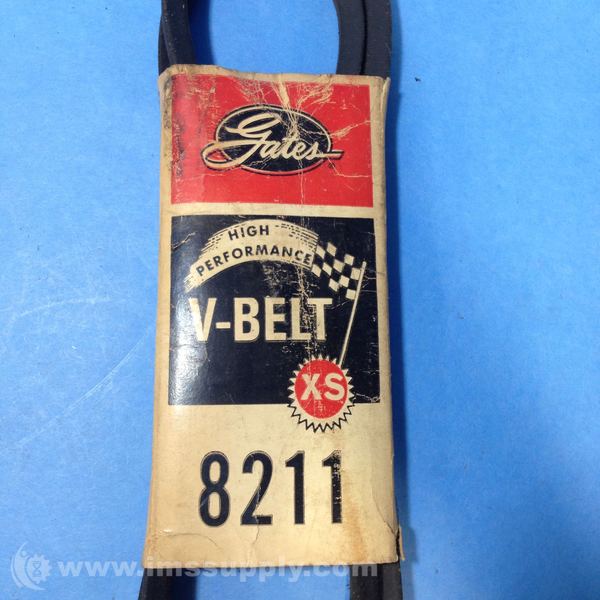 Gates
HIGH
PERFORMANCE
V-BELT
XS
8211
www.imssupply.com